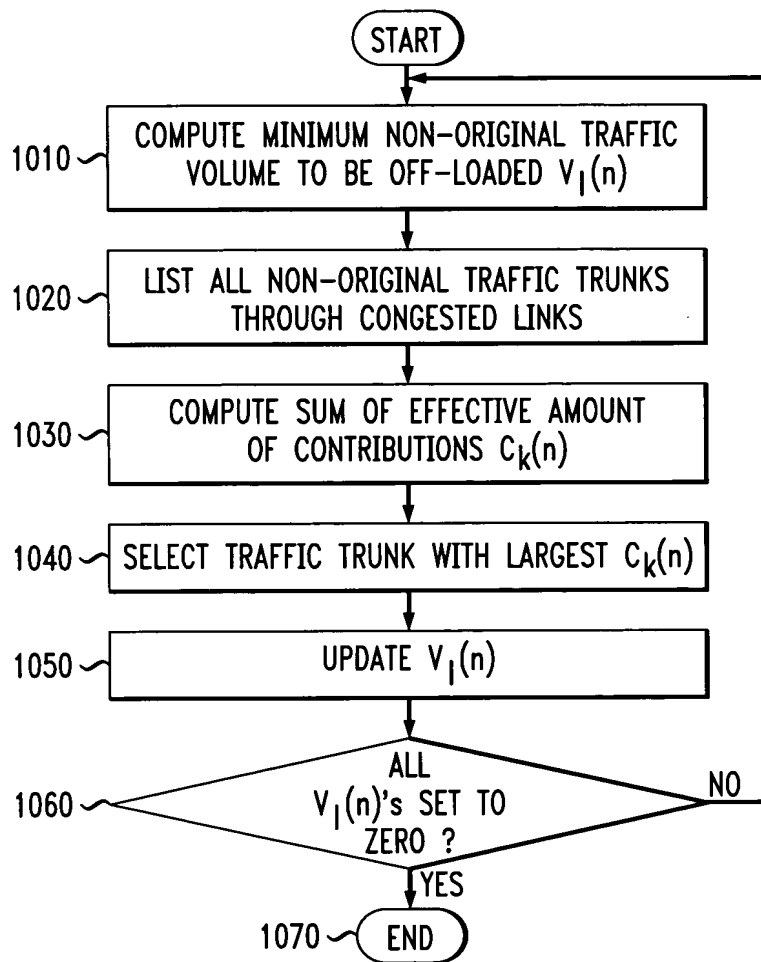 START
1010
COMPUTE MINIMUM NON-ORIGINAL TRAFFIC
VOLUME TO BE OFF-LOADED V_l(n)
1020
LIST ALL NON-ORIGINAL TRAFFIC TRUNKS
THROUGH CONGESTED LINKS
1030
COMPUTE SUM OF EFFECTIVE AMOUNT
OF CONTRIBUTIONS C_k(n)
1040
SELECT TRAFFIC TRUNK WITH LARGEST C_k(n)
1050
UPDATE V_l(n)
1060
ALL
V_l(n)'s SET TO
ZERO ?
NO
YES
1070
END